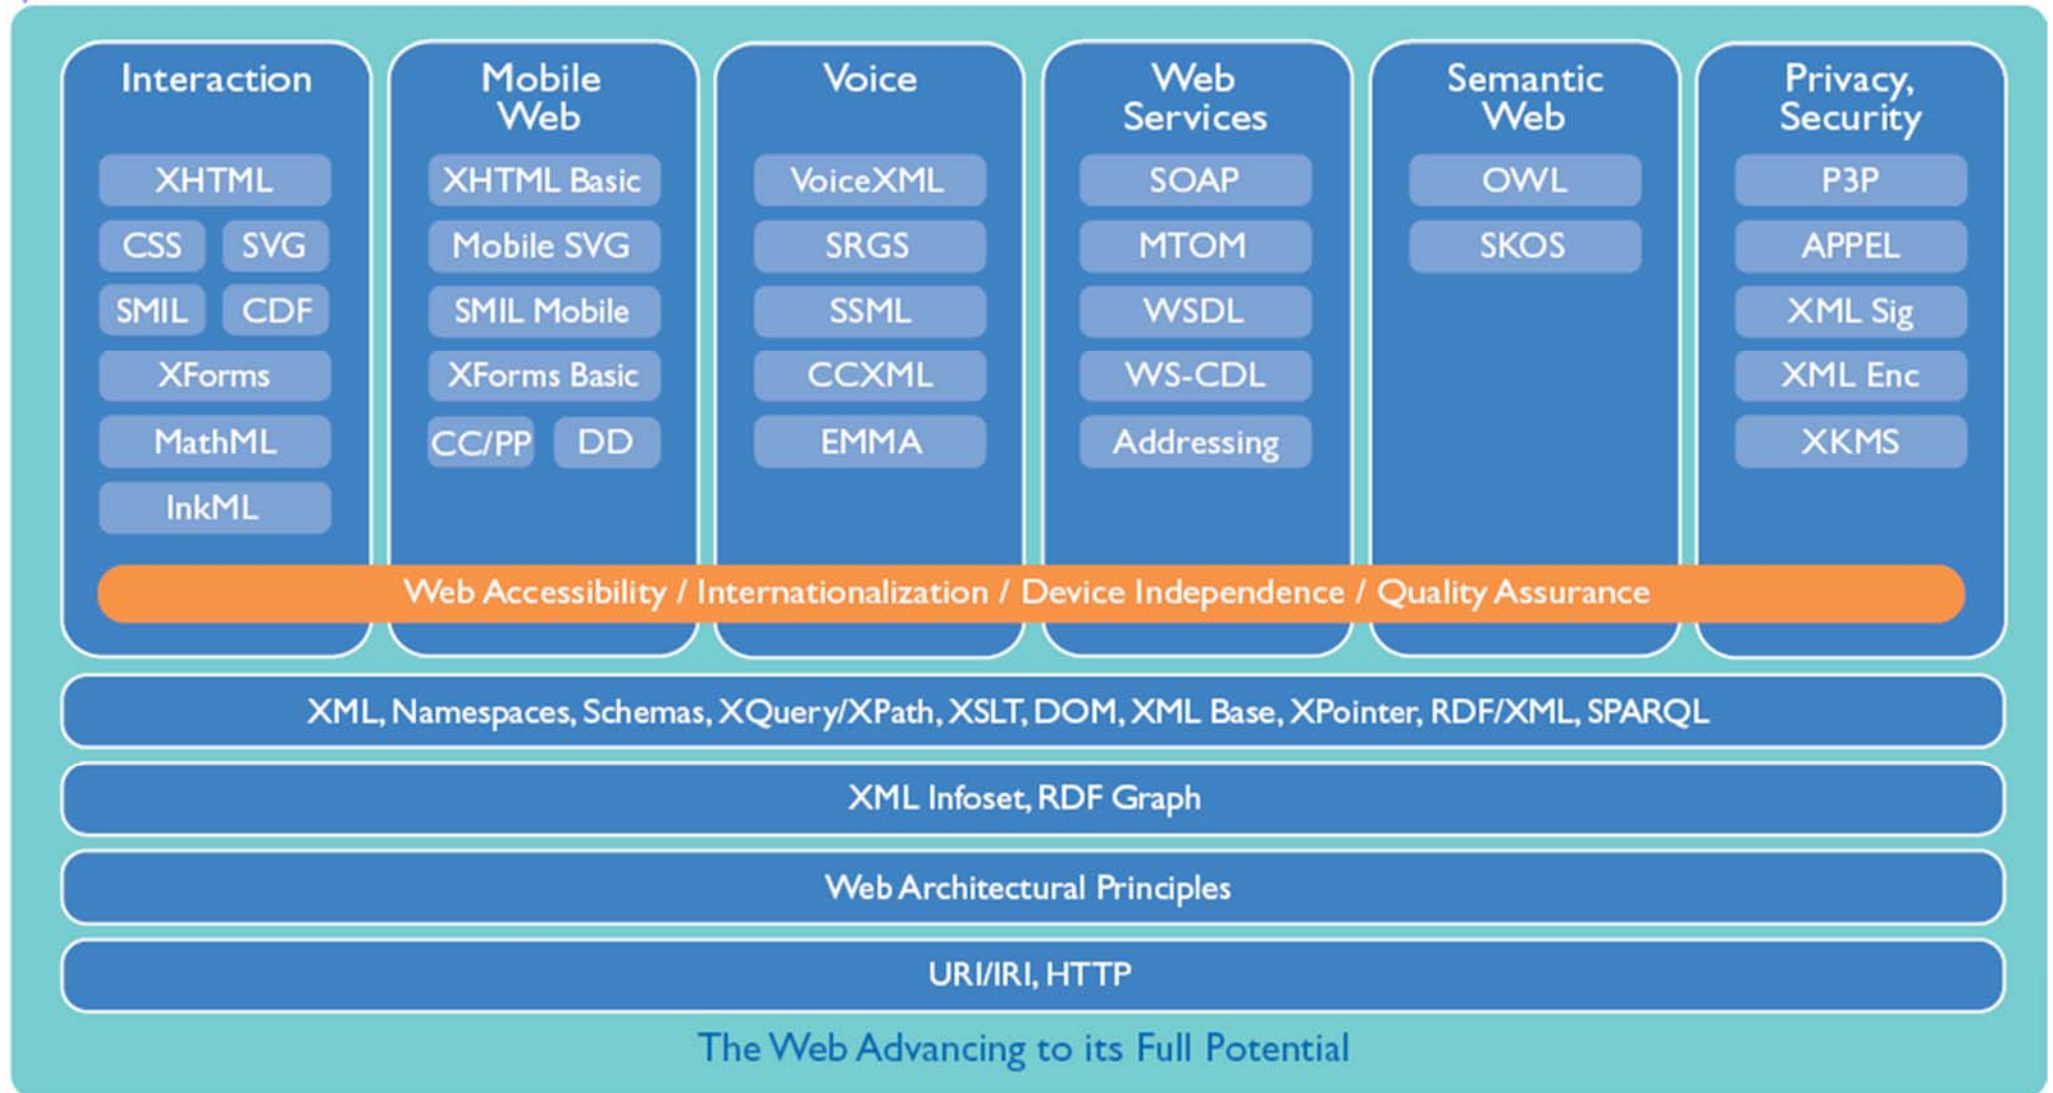 Interaction
XHTML
CSS
SVG
SMIL
CDF
XForms
MathML
InkML
Mobile
Web
XHTML Basic
Mobile SVG
SMIL Mobile
XForms Basic
CC/PP
DD
Voice
VoiceXML
SRGS
SSML
CCXML
EMMA
Web
Services
SOAP
MTOM
WSDL
WS-CDL
Addressing
Semantic
Web
OWL
SKOS
Privacy,
Security
P3P
APPEL
XML Sig
XML Enc
XKMS
Web Accessibility / Internationalization / Device Independence / Quality Assurance
XML, Namespaces, Schemas, XQuery/XPath, XSLT, DOM, XML Base, XPointer, RDF/XML, SPARQL
XML Infoset, RDF Graph
Web Architectural Principles
URI/IRI, HTTP
The Web Advancing to its Full Potential